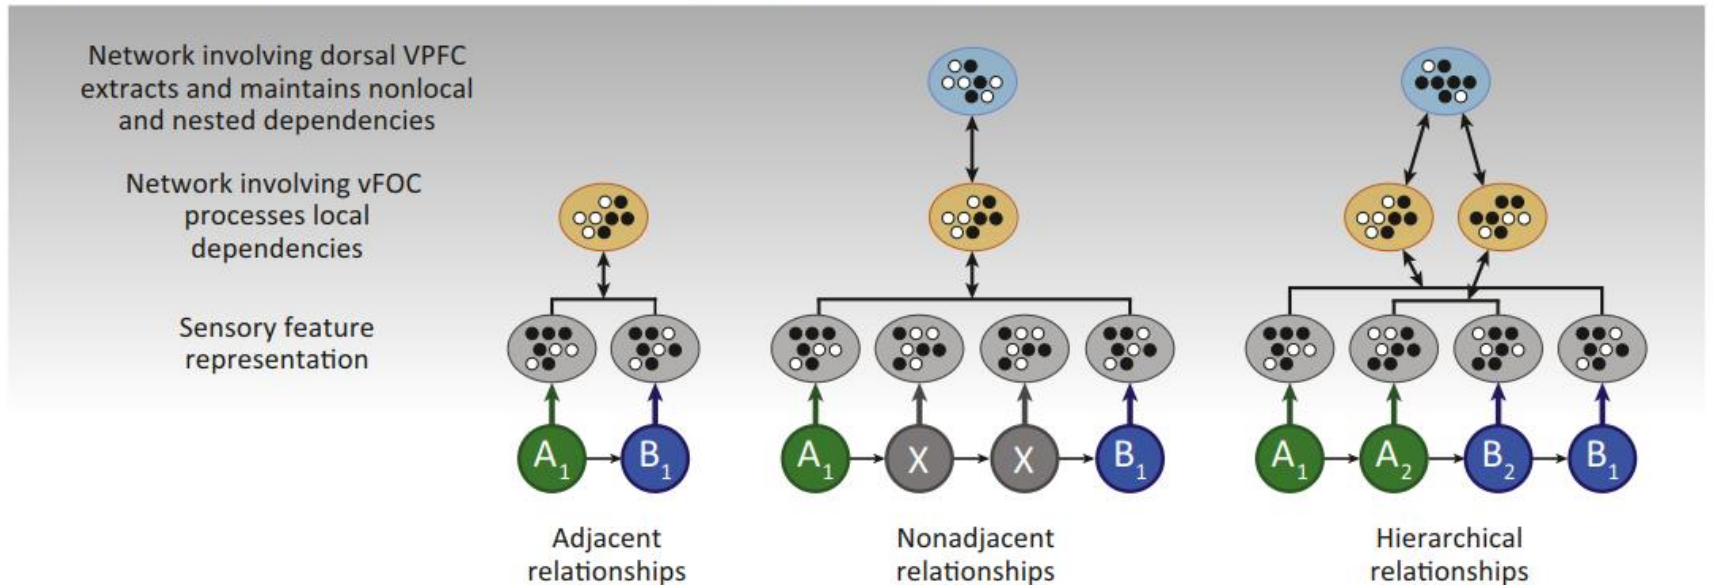 Network involving dorsal VPFC
extracts and maintains nonlocal
and nested dependencies
Network involving vFOC
processes local
dependencies
Sensory feature
representation
A₁ B₁
A₁ X X B₁
A₁ A₂ B₂ B₁
Adjacent
relationships
Nonadjacent
relationships
Hierarchical
relationships